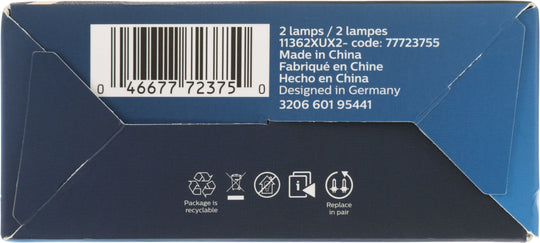 2 lamps / 2 lampes
11362XUX2- code: 77723755
Made in China
Fabriqué en Chine
Hecho en China
Designed in Germany
3206 601 95441
0 46677 72375 0
Package is
recyclable
Replace
in pair